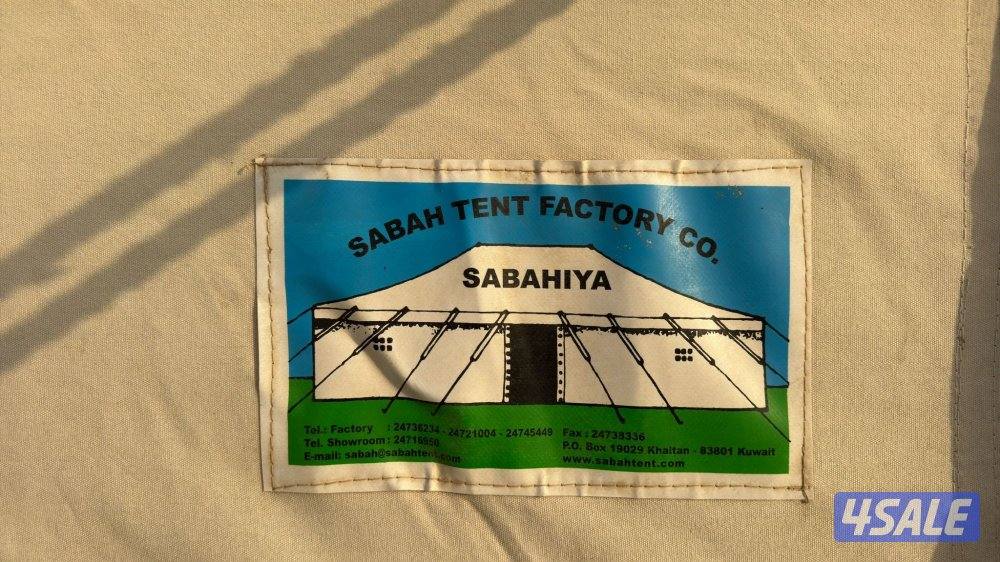 SABAH TENT FACTORY CO.
SABAHIYA
Tel.: Factory : 24736234 - 24721004 - 24745449
Tel. Showroom : 24716950
E-mail: sabah@sabahtent.com
Fax : 24738336
P.O. Box 19029 Khaitan - 83801 Kuwait
www.sabahtent.com
4SALE